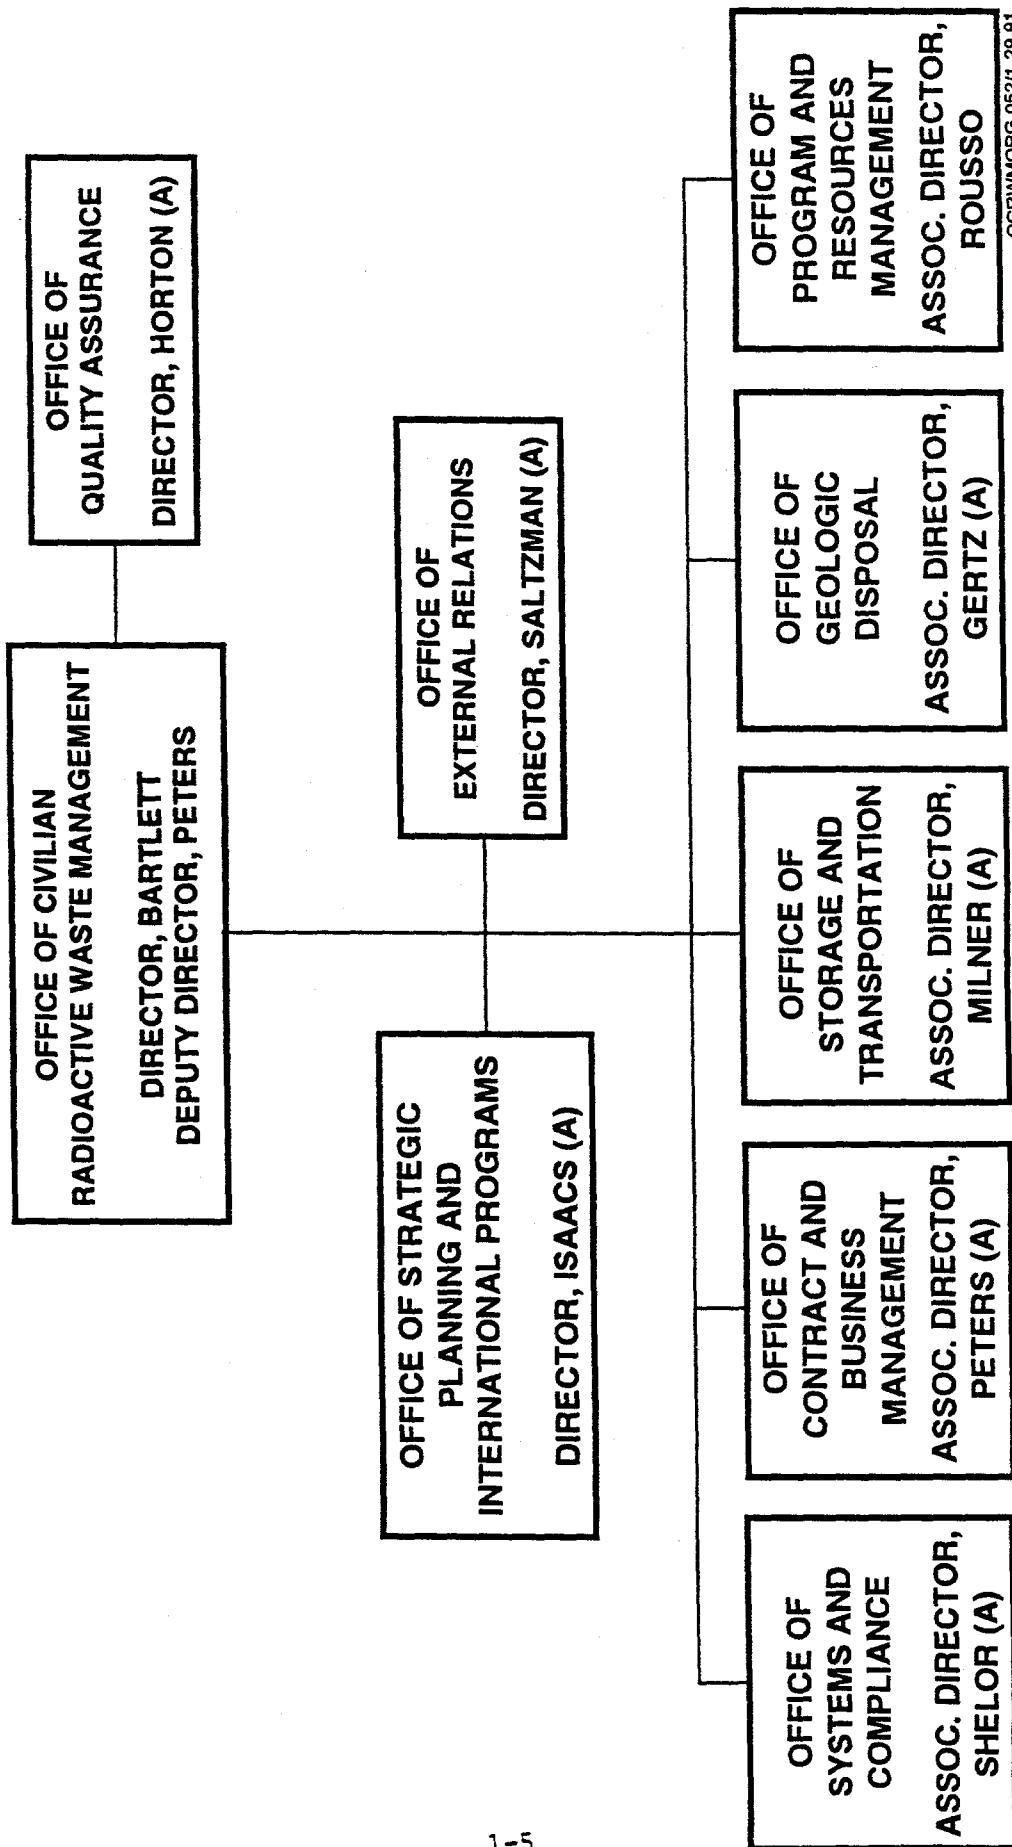 OFFICE OF CIVILIAN
RADIOACTIVE WASTE MANAGEMENT
DIRECTOR, BARTLETT
DEPUTY DIRECTOR, PETERS
OFFICE OF
QUALITY ASSURANCE
DIRECTOR, HORTON (A)
OFFICE OF STRATEGIC
PLANNING AND
INTERNATIONAL PROGRAMS
DIRECTOR, ISAACS (A)
OFFICE OF
EXTERNAL RELATIONS
DIRECTOR, SALTZMAN (A)
OFFICE OF
SYSTEMS AND
COMPLIANCE
ASSOC. DIRECTOR,
SHELOR (A)
OFFICE OF
CONTRACT AND
BUSINESS
MANAGEMENT
ASSOC. DIRECTOR,
PETERS (A)
OFFICE OF
STORAGE AND
TRANSPORTATION
ASSOC. DIRECTOR,
MILNER (A)
OFFICE OF
GEOLOGIC
DISPOSAL
ASSOC. DIRECTOR,
GERTZ (A)
OFFICE OF
PROGRAM AND
RESOURCES
MANAGEMENT
ASSOC. DIRECTOR,
ROUSSO
1-5